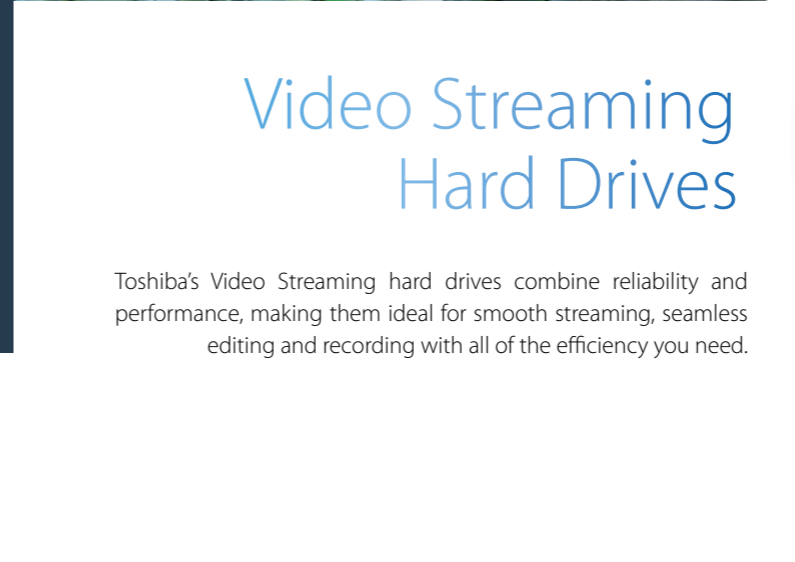 Video Streaming
Hard Drives
Toshiba’s Video Streaming hard drives combine reliability and
performance, making them ideal for smooth streaming, seamless
editing and recording with all of the efficiency you need.